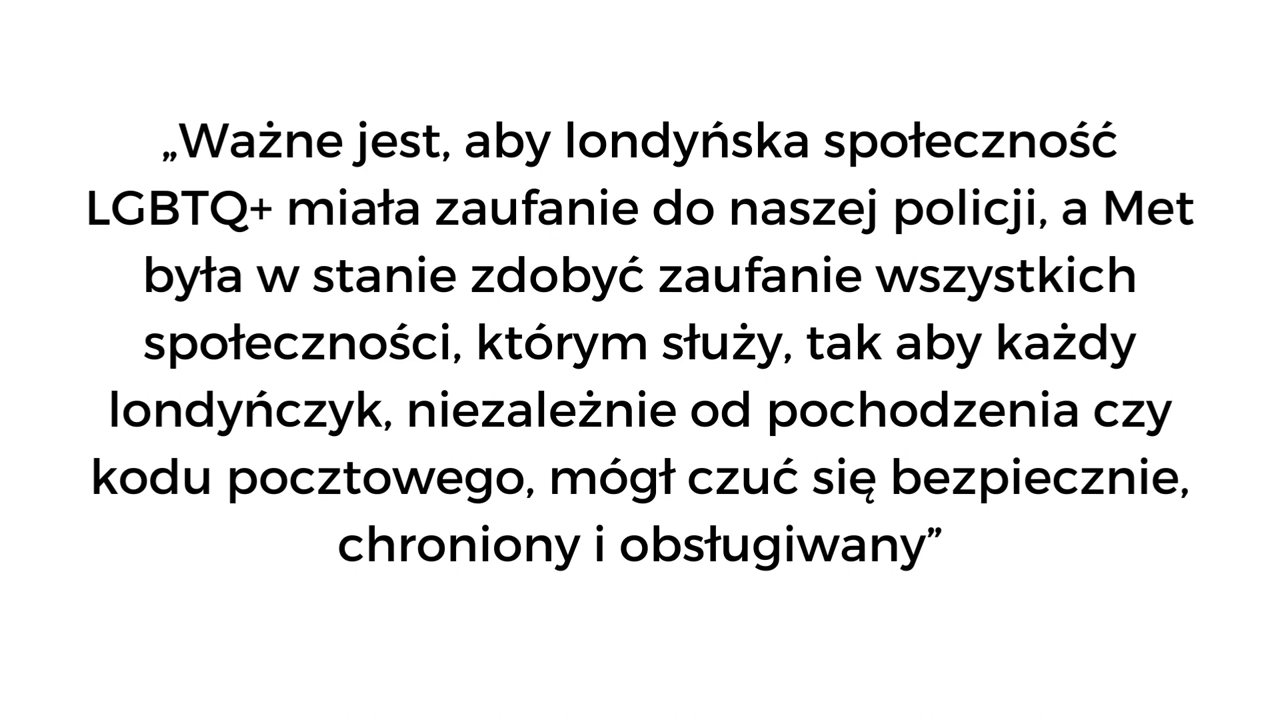 „Ważne jest, aby londyńska społeczność
LGBTQ+ miała zaufanie do naszej policji, a Met
była w stanie zdobyć zaufanie wszystkich
społeczności, którym służy, tak aby każdy
londyńczyk, niezależnie od pochodzenia czy
kodu pocztowego, mógł czuć się bezpiecznie,
chroniony i obsługiwany”